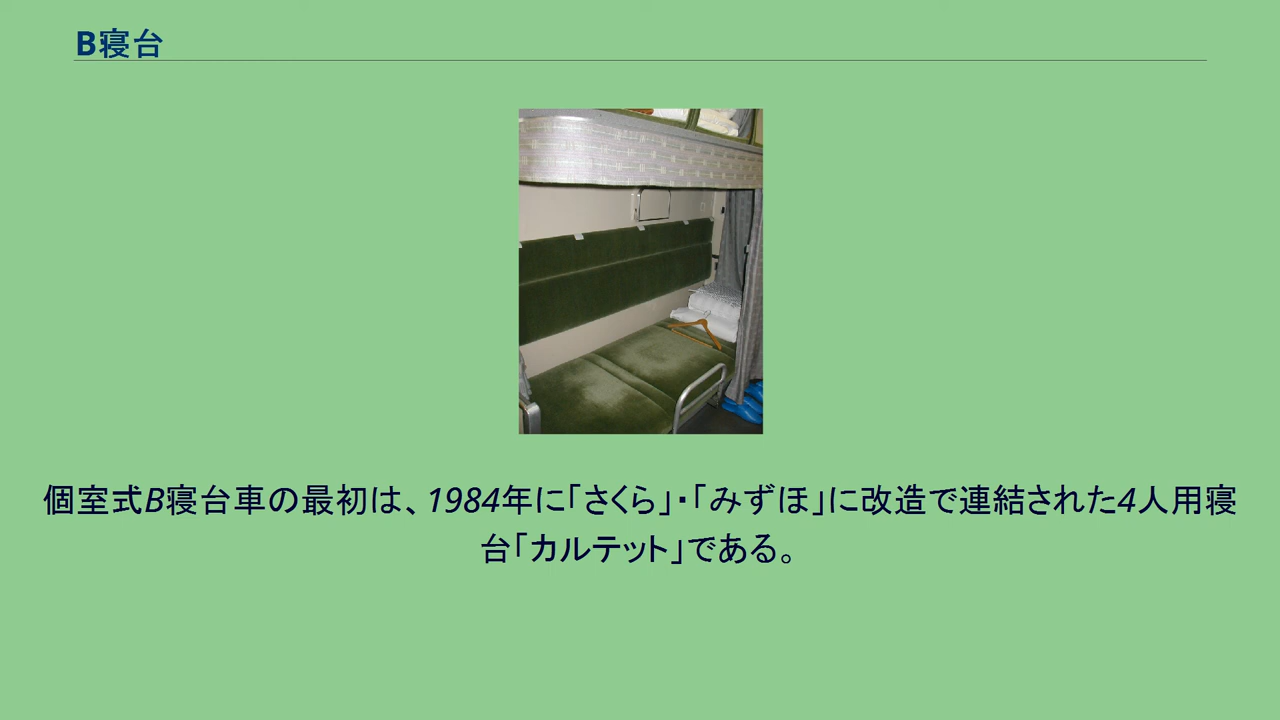 B寝台
個室式B寝台車の最初は、1984年に「さくら」・「みずほ」に改造で連結された4人用寝
台「カルテット」である。